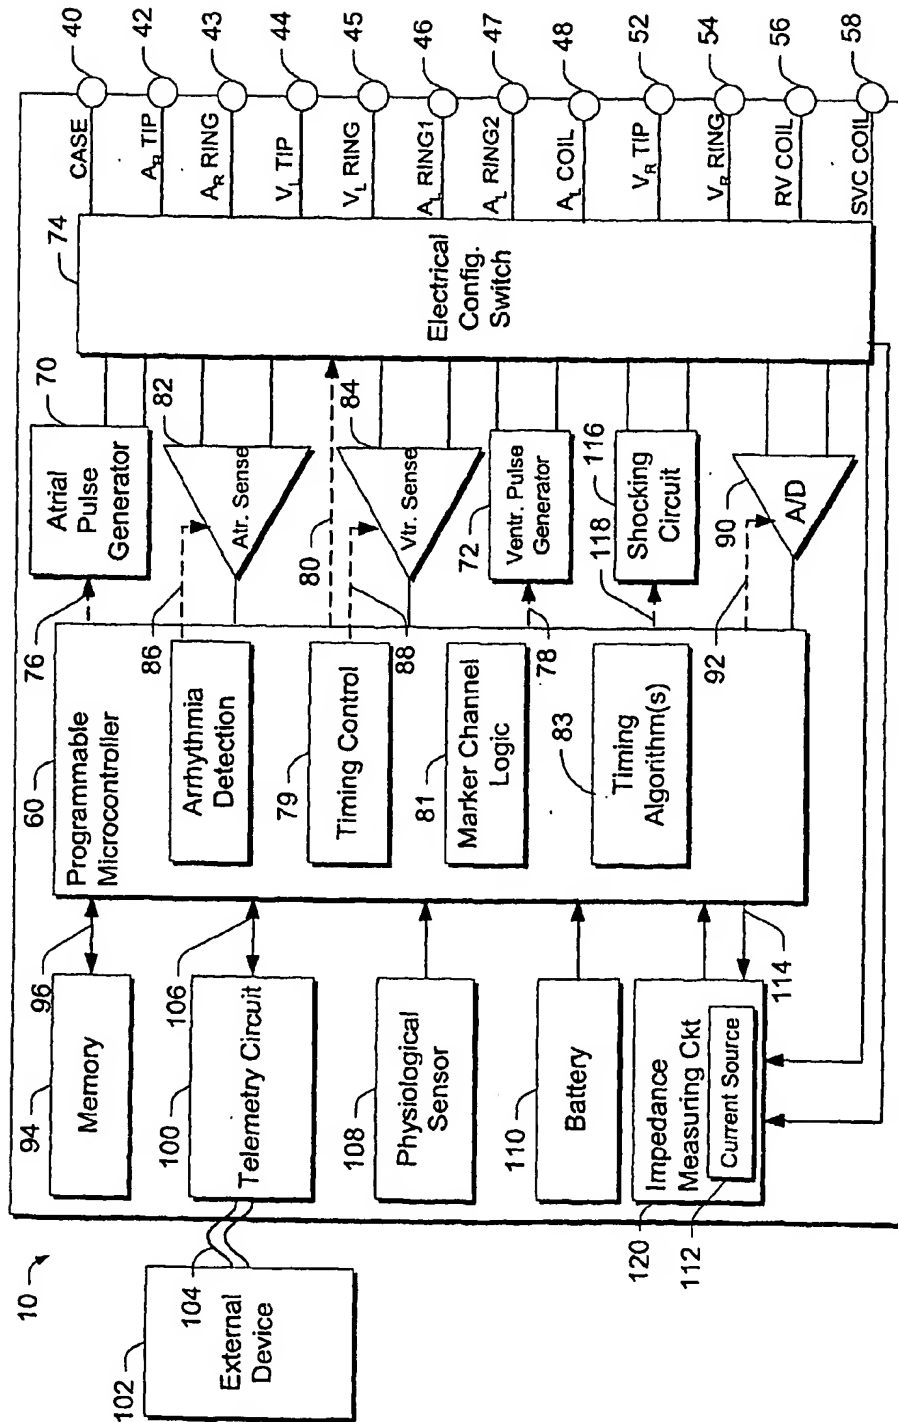 10
102
External
Device
104
94
Memory
96
100
Telemetry Circuit
106
108
Physiological
Sensor
110
Battery
120
Impedance
Measuring Ckt
Current Source
112
114
60
Programmable
Microcontroller
Arrhythmia
Detection
79
Timing Control
81
Marker Channel
Logic
83
Timing
Algorithm(s)
76
86
80
88
78
118
92
70
Atrial
Pulse
Generator
82
Atr. Sense
84
Vtr. Sense
72
Ventr. Pulse
Generator
116
Shocking
Circuit
90
A/D
74
Electrical
Config.
Switch
CASE
40
A_R TIP
42
A_R RING
43
V_L TIP
44
V_L RING
45
A_L RING1
46
A_L RING2
47
A_L COIL
48
V_R TIP
52
V_R RING
54
RV COIL
56
SVC COIL
58